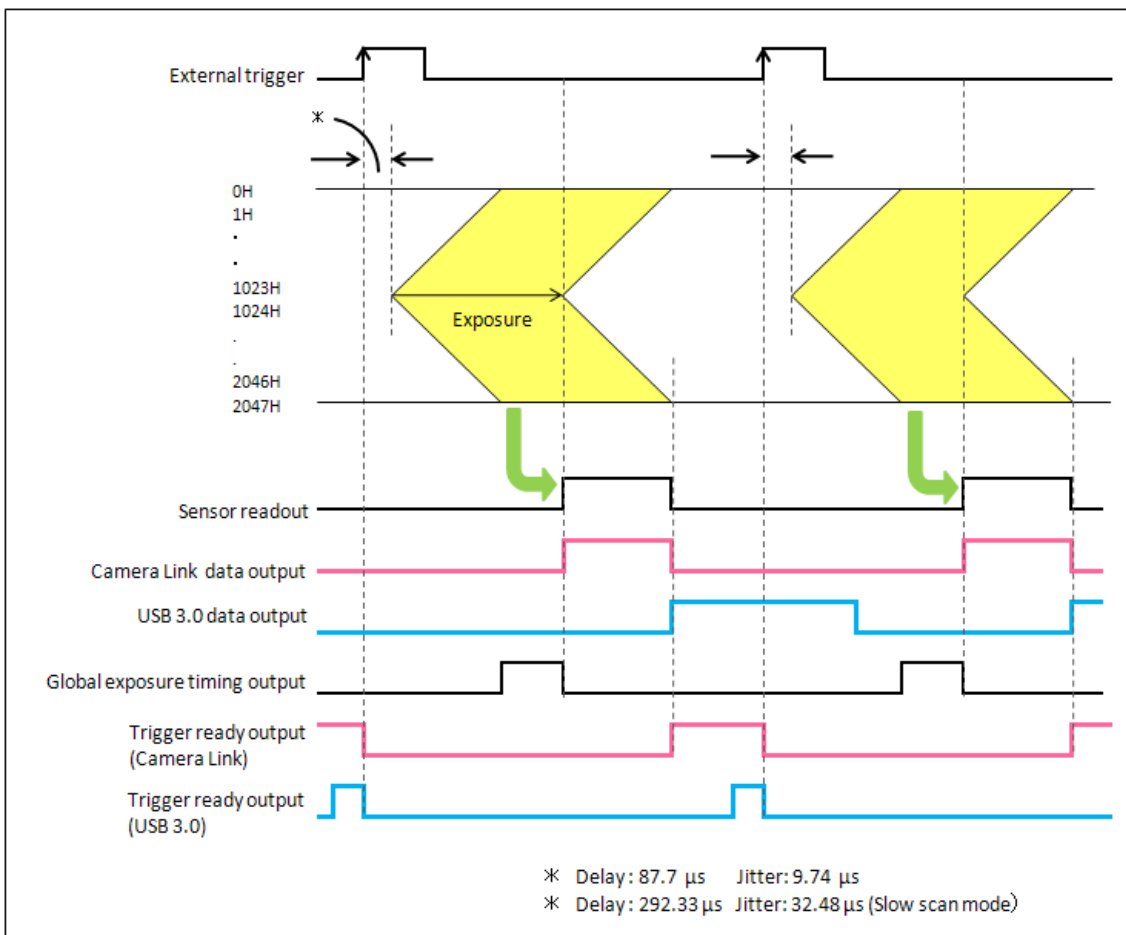 External trigger
*
0H
1H
.
.
1023H
1024H
.
.
2046H
2047H
Exposure
Sensor readout
Camera Link data output
USB 3.0 data output
Global exposure timing output
Trigger ready output
(Camera Link)
Trigger ready output
(USB 3.0)
* Delay : 87.7 μs Jitter: 9.74 μs
* Delay : 292.33 μs Jitter: 32.48 μs (Slow scan mode)